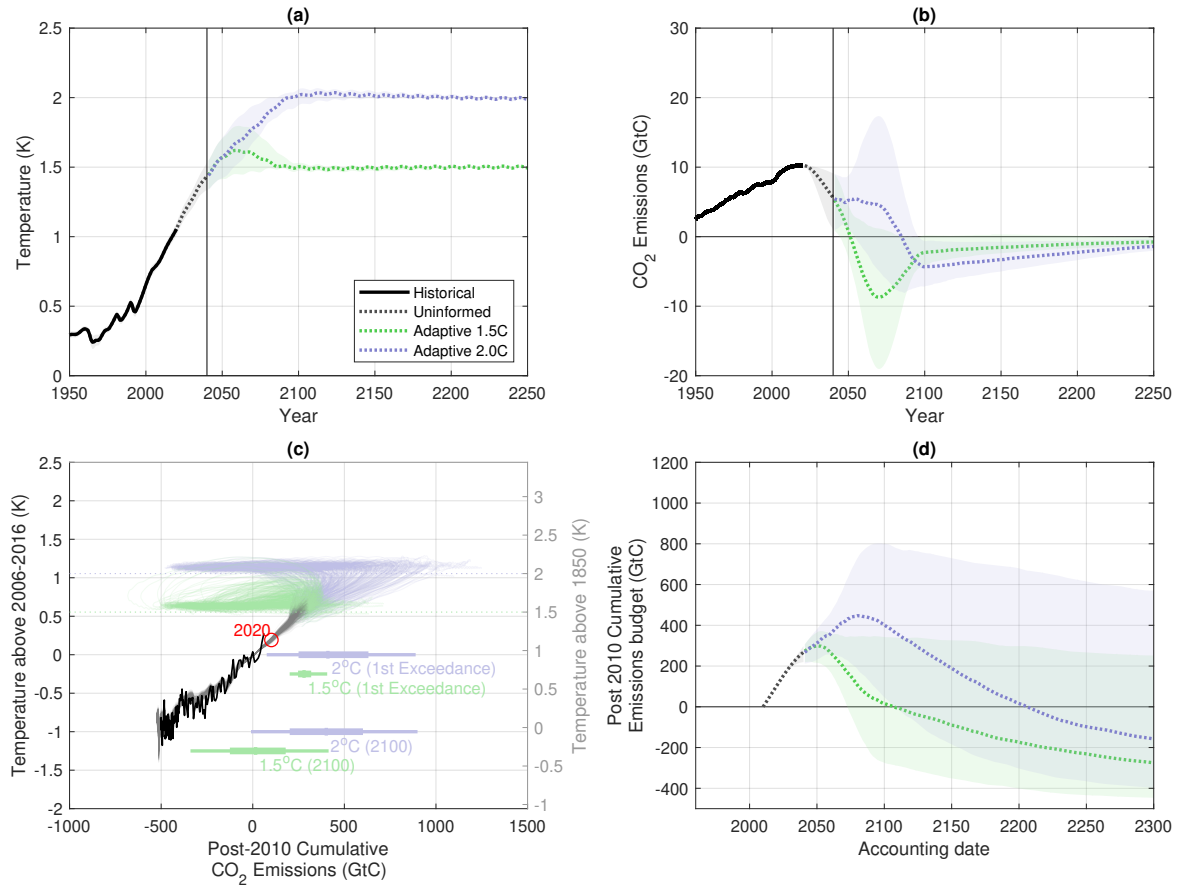 (a)
2.5
2
1.5
1
0.5
0
Temperature (K)
1950 2000 2050 2100 2150 2200 2250
Year
Historical
Uninformed
Adaptive 1.5C
Adaptive 2.0C
(b)
30
20
10
0
-10
-20
CO2 Emissions (GtC)
1950 2000 2050 2100 2150 2200 2250
Year
(c)
2.5
2
1.5
1
0.5
0
-0.5
-1
-1.5
-2
Temperature above 2006-2016 (K)
3
2.5
2
1.5
1
0.5
0
-0.5
-1
Temperature above 1850 (K)
2020
2°C (1st Exceedance)
1.5°C (1st Exceedance)
2°C (2100)
1.5°C (2100)
-1000 -500 0 500 1000 1500
Post-2010 Cumulative
CO2 Emissions (GtC)
(d)
1200
1000
800
600
400
200
0
-200
-400
Post 2010 Cumulative
Emissions budget (GtC)
2000 2050 2100 2150 2200 2250 2300
Accounting date